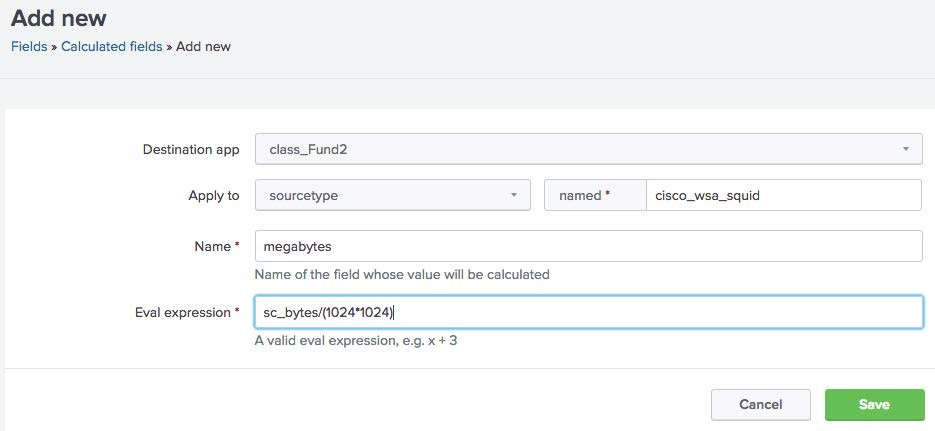 Add new
Fields » Calculated fields » Add new
Destination app class_Fund2
Apply to sourcetype named * cisco_wsa_squid
Name * megabytes
Name of the field whose value will be calculated
Eval expression * sc_bytes/(1024*1024)
A valid eval expression, e.g. x + 3
Cancel Save